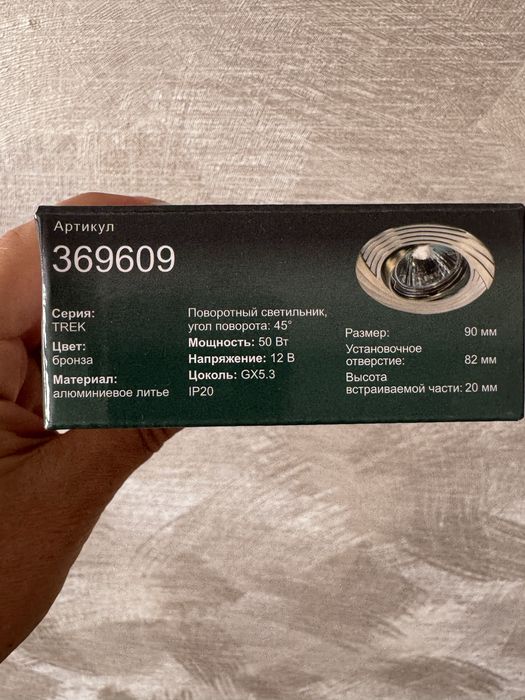 Артикул
369609
Серия:
TREK
Цвет:
бронза
Материал:
алюминиевое литье
Поворотный светильник,
угол поворота: 45°
Мощность: 50 Вт
Напряжение: 12 В
Цоколь: GX5.3
IP20
Размер: 90 мм
Установочное
отверстие: 82 мм
Высота
встраиваемой части: 20 мм